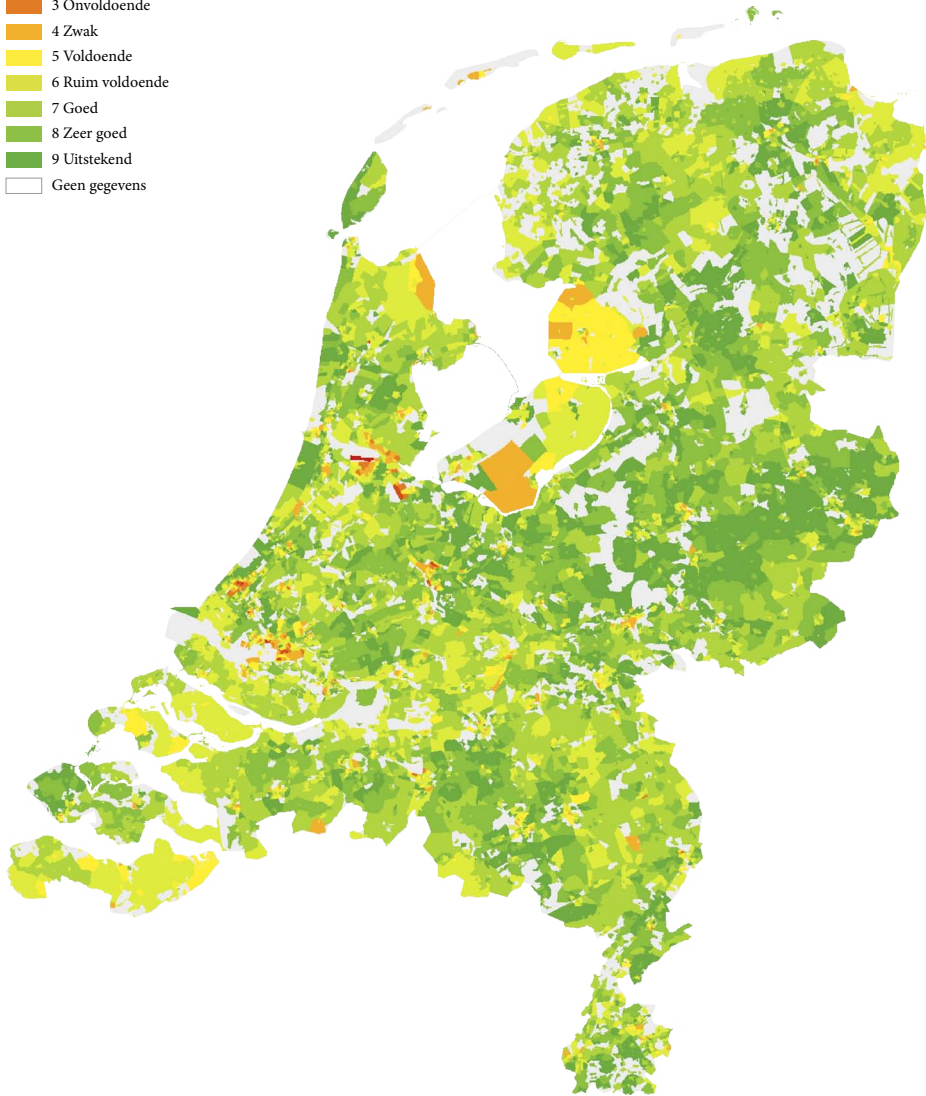 3 Onvoldoende
4 Zwak
5 Voldoende
6 Ruim voldoende
7 Goed
8 Zeer goed
9 Uitstekend
Geen gegevens